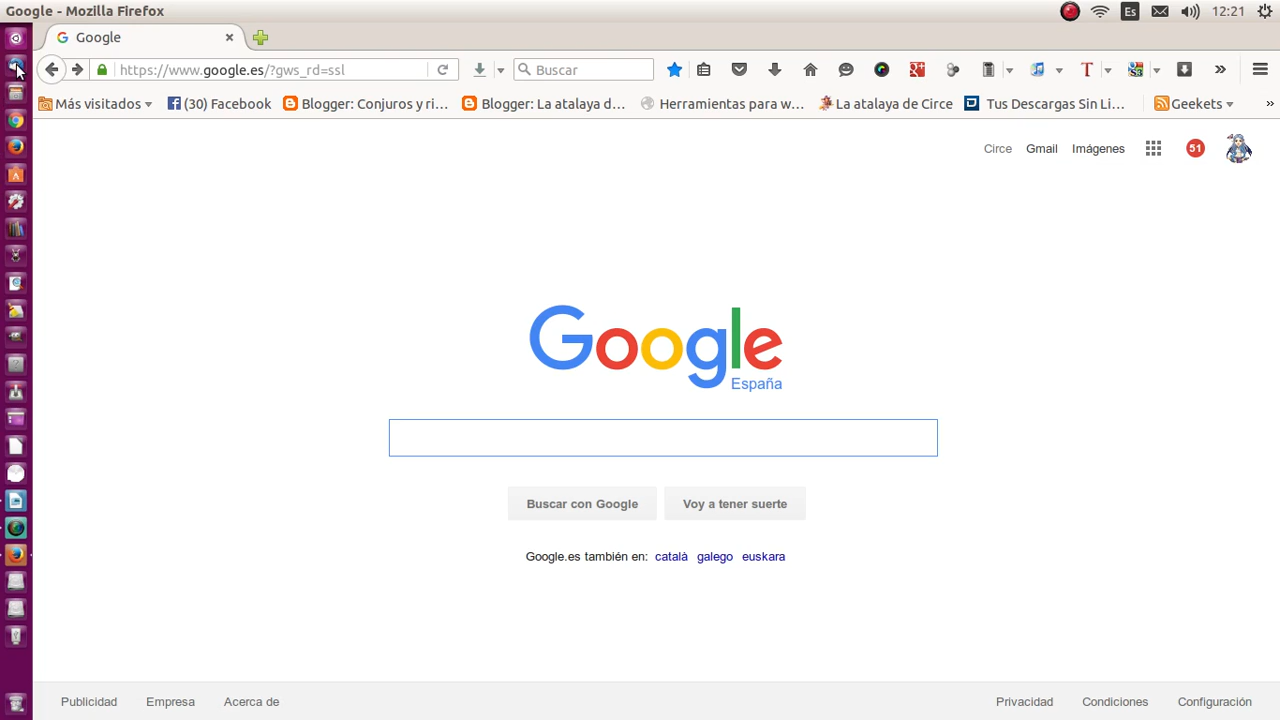 Google - Mozilla Firefox
Es
12:21
Google
https://www.google.es/?gws_rd=ssl
Buscar
Más visitados
(30) Facebook
Blogger: Conjuros y ri...
Blogger: La atalaya d...
Herramientas para w...
La atalaya de Circe
Tus Descargas Sin Li...
Geekets
Circe
Gmail
Imágenes
51
Google
España
Buscar con Google
Voy a tener suerte
Google.es también en: català galego euskara
Publicidad
Empresa
Acerca de
Privacidad
Condiciones
Configuración